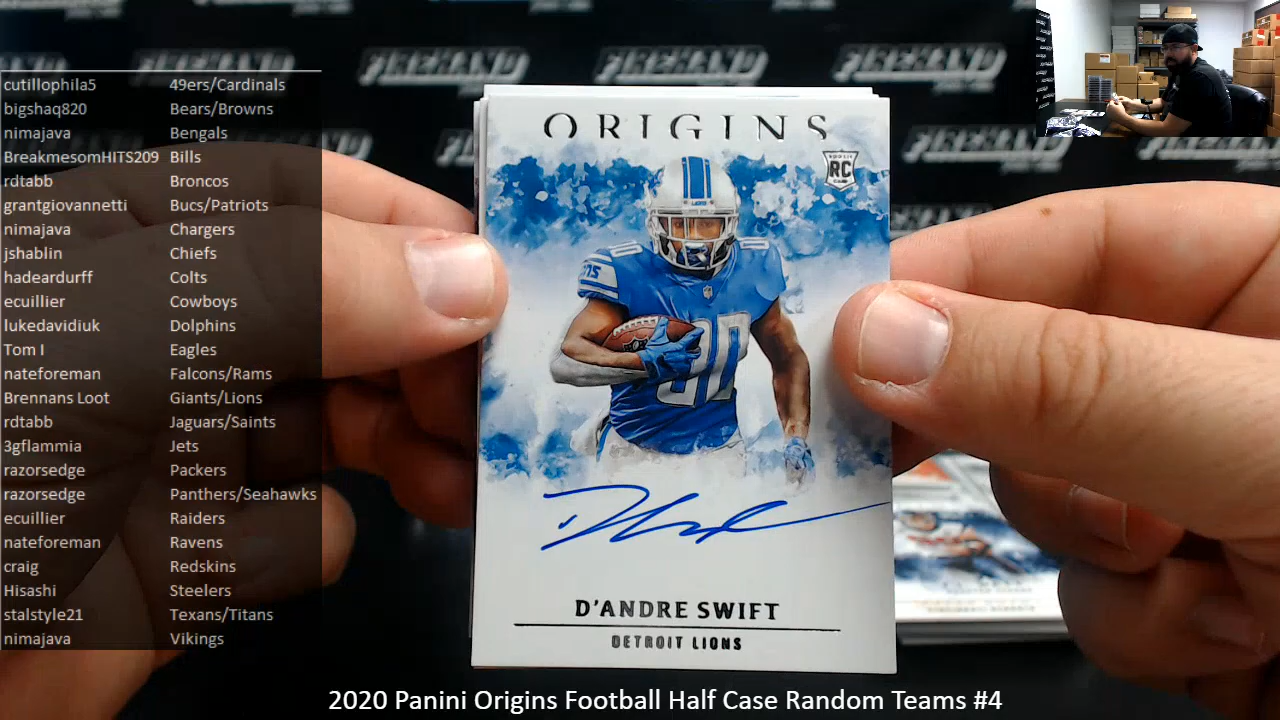 FIREHAND FIREHAND FIREHAND
cutillophila5 49ers/Cardinals
bigshaq820 Bears/Browns
nimajava Bengals
BreakmesomHITS209 Bills
rdtabb Broncos
grantgiovannetti Bucs/Patriots
nimajava Chargers
jshablin Chiefs
hadeardurff Colts
ecuillier Cowboys
lukedavidiuk Dolphins
Tom I Eagles
nateforeman Falcons/Rams
Brennans Loot Giants/Lions
rdtabb Jaguars/Saints
3gflammia Jets
razorsedge Packers
razorsedge Panthers/Seahawks
ecuillier Raiders
nateforeman Ravens
craig Redskins
Hisashi Steelers
stalstyle21 Texans/Titans
nimajava Vikings
ORIGINS
RC
D'ANDRE SWIFT
DETROIT LIONS
2020 Panini Origins Football Half Case Random Teams #4